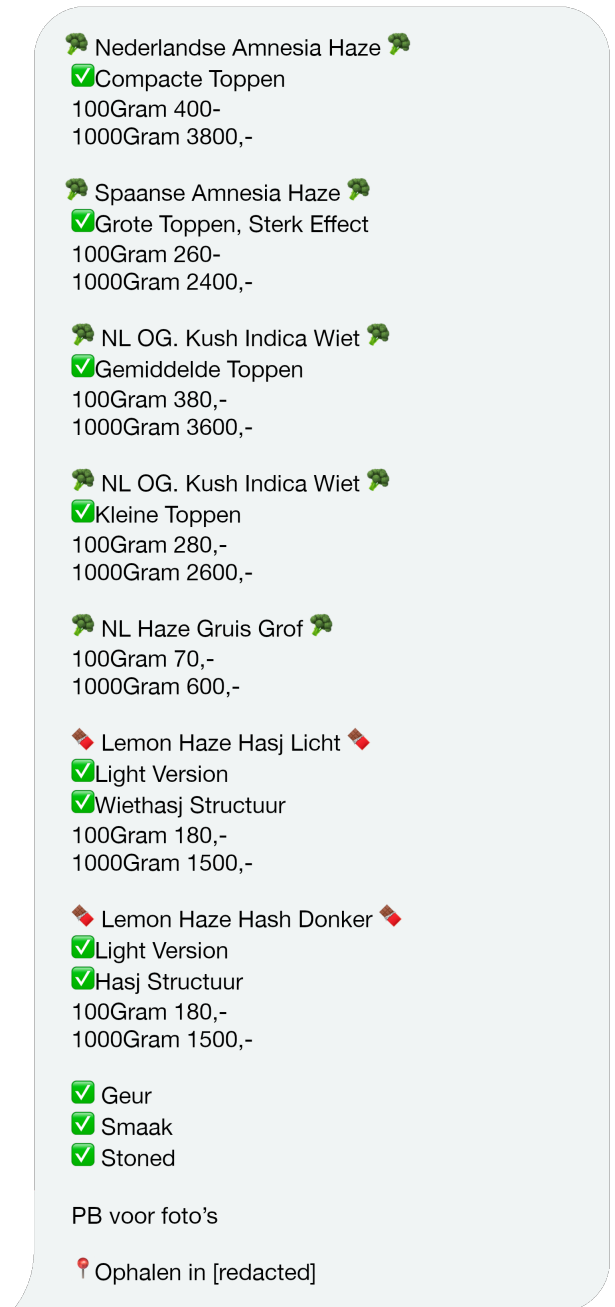 🥦 Nederlandse Amnesia Haze 🥦
✅Compacte Toppen
100Gram 400-
1000Gram 3800,-
🥦 Spaanse Amnesia Haze 🥦
✅Grote Toppen, Sterk Effect
100Gram 260-
1000Gram 2400,-
🥦 NL OG. Kush Indica Wiet 🥦
✅Gemiddelde Toppen
100Gram 380,-
1000Gram 3600,-
🥦 NL OG. Kush Indica Wiet 🥦
✅Kleine Toppen
100Gram 280,-
1000Gram 2600,-
🥦 NL Haze Gruis Grof 🥦
100Gram 70,-
1000Gram 600,-
🍫 Lemon Haze Hasj Licht 🍫
✅Light Version
✅Wiethasj Structuur
100Gram 180,-
1000Gram 1500,-
🍫 Lemon Haze Hash Donker 🍫
✅Light Version
✅Hasj Structuur
100Gram 180,-
1000Gram 1500,-
✅ Geur
✅ Smaak
✅ Stoned
PB voor foto’s
📍Ophalen in [redacted]